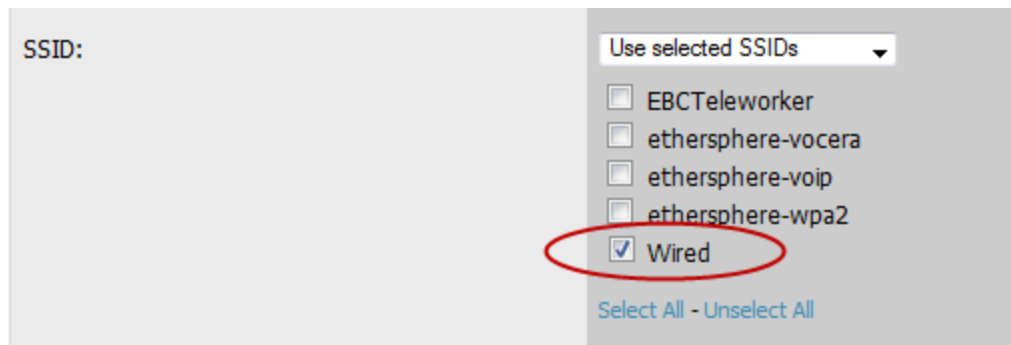 SSID:
Use selected SSIDs
EBCTeleworker
ethersphere-vocera
ethersphere-voip
ethersphere-wpa2
Wired
Select All - Unselect All